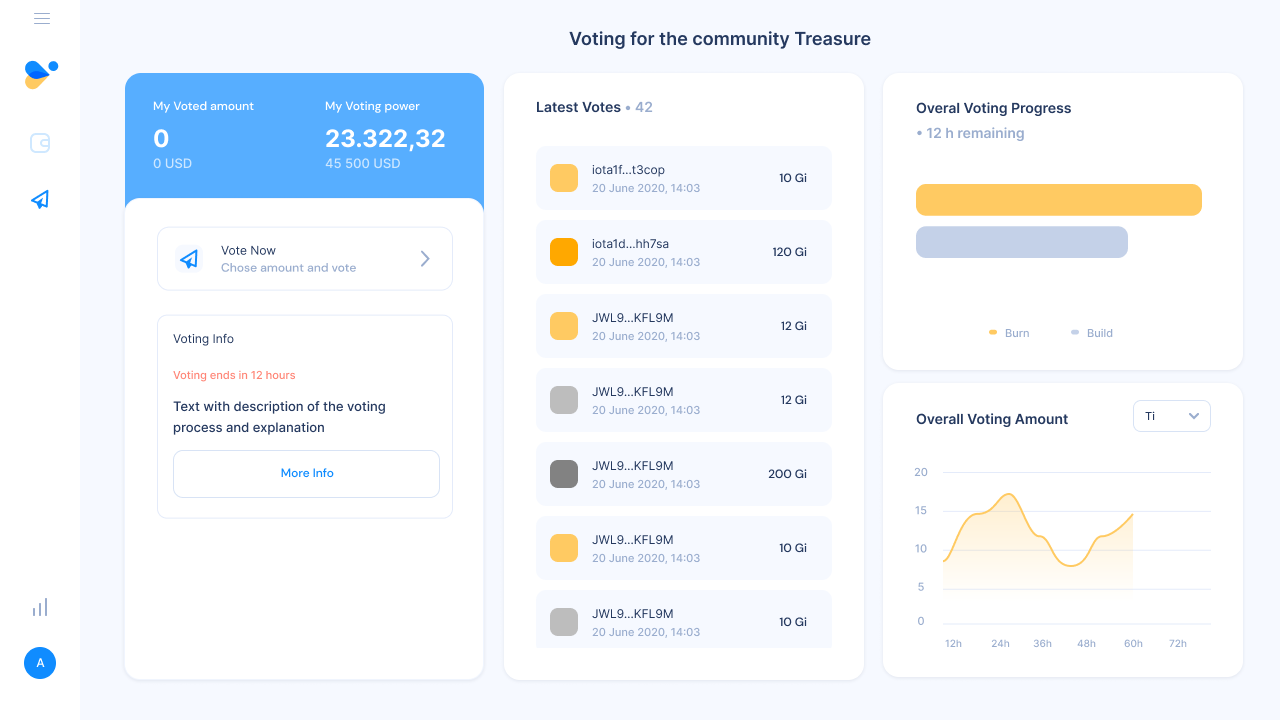 Voting for the community Treasure
My Voted amount
0
0 USD
My Voting power
23.322,32
45 500 USD
Vote Now
Chose amount and vote
Voting Info
Voting ends in 12 hours
Text with description of the voting
process and explanation
More Info
A
Latest Votes • 42
iota1f...t3cop
20 June 2020, 14:03
10 Gi
iota1d...hh7sa
20 June 2020, 14:03
120 Gi
JWL9...KFL9M
20 June 2020, 14:03
12 Gi
JWL9...KFL9M
20 June 2020, 14:03
12 Gi
JWL9...KFL9M
20 June 2020, 14:03
200 Gi
JWL9...KFL9M
20 June 2020, 14:03
10 Gi
JWL9...KFL9M
20 June 2020, 14:03
10 Gi
Overal Voting Progress
• 12 h remaining
Burn
Build
Overall Voting Amount
Ti
20
15
10
5
0
12h 24h 36h 48h 60h 72h